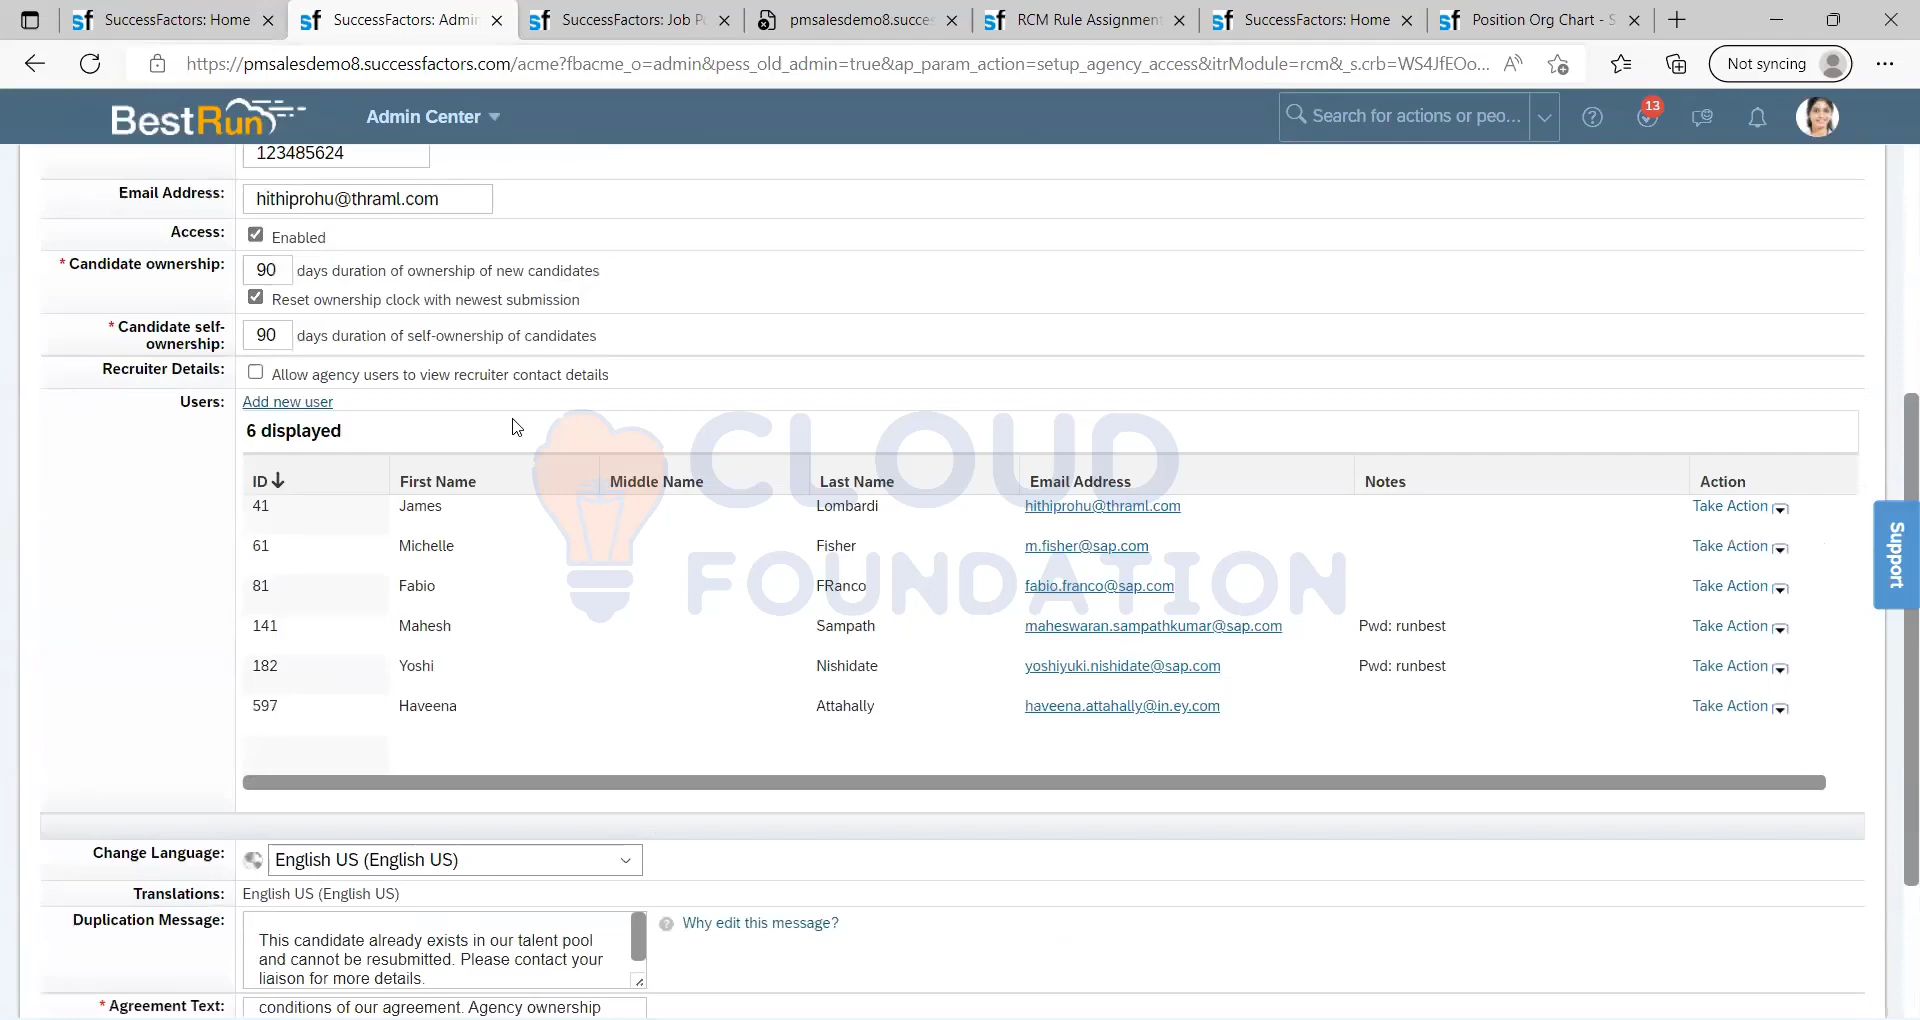 SuccessFactors: Home
SuccessFactors: Admin
SuccessFactors: Job P
pmsalesdemo8.succes
RCM Rule Assignment
SuccessFactors: Home
Position Org Chart - S
https://pmsalesdemo8.successfactors.com/acme?fbacme_o=admin&pess_old_admin=true&ap_param_action=setup_agency_access&itrModule=rcm&_s.crb=WS4JfEOo...
Not syncing
BestRun
Admin Center
Search for actions or peo...
13
123485624
Email Address:
hithiprohu@thraml.com
Access:
Enabled
* Candidate ownership:
90 days duration of ownership of new candidates
Reset ownership clock with newest submission
* Candidate self-
ownership:
90 days duration of self-ownership of candidates
Recruiter Details:
Allow agency users to view recruiter contact details
Users:
Add new user
6 displayed
ID First Name Middle Name Last Name Email Address Notes Action
41 James Lombardi hithiprohu@thraml.com Take Action
61 Michelle Fisher m.fisher@sap.com Take Action
81 Fabio FRanco fabio.franco@sap.com Take Action
141 Mahesh Sampath maheswaran.sampathkumar@sap.com Pwd: runbest Take Action
182 Yoshi Nishidate yoshiyuki.nishidate@sap.com Pwd: runbest Take Action
597 Haveena Attahally haveena.attahally@in.ey.com Take Action
CLOUD
FOUNDATION
Support
Change Language:
English US (English US)
Translations:
English US (English US)
Duplication Message:
This candidate already exists in our talent pool
and cannot be resubmitted. Please contact your
liaison for more details.
Why edit this message?
* Agreement Text:
conditions of our agreement. Agency ownership